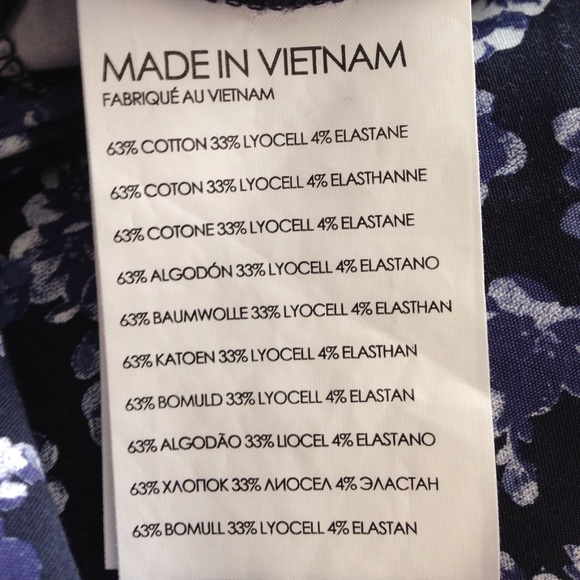 MADE IN VIETNAM
FABRIQUÉ AU VIETNAM
63% COTTON 33% LYOCELL 4% ELASTANE
63% COTON 33% LYOCELL 4% ELASTHANNE
63% COTONE 33% LYOCELL 4% ELASTANE
63% ALGODÓN 33% LYOCELL 4% ELASTANO
63% BAUMWOLLE 33% LYOCELL 4% ELASTHAN
63% KATOEN 33% LYOCELL 4% ELASTHAN
63% BOMULD 33% LYOCELL 4% ELASTAN
63% ALGODÃO 33% LIOCEL 4% ELASTANO
63% ХЛОПОК 33% ЛИОСЕЛ 4% ЭЛАСТАН
63% BOMULL 33% LYOCELL 4% ELASTAN